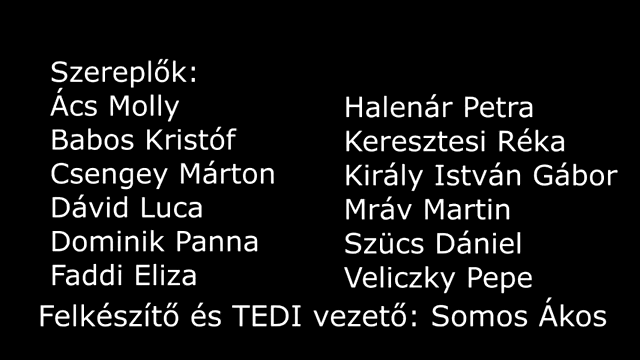 Szereplők:
Ács Molly
Babos Kristóf
Csengey Márton
Dávid Luca
Dominik Panna
Faddi Eliza
Halenár Petra
Keresztesi Réka
Király István Gábor
Mráv Martin
Szücs Dániel
Veliczky Pepe
Felkészítő és TEDI vezető: Somos Ákos